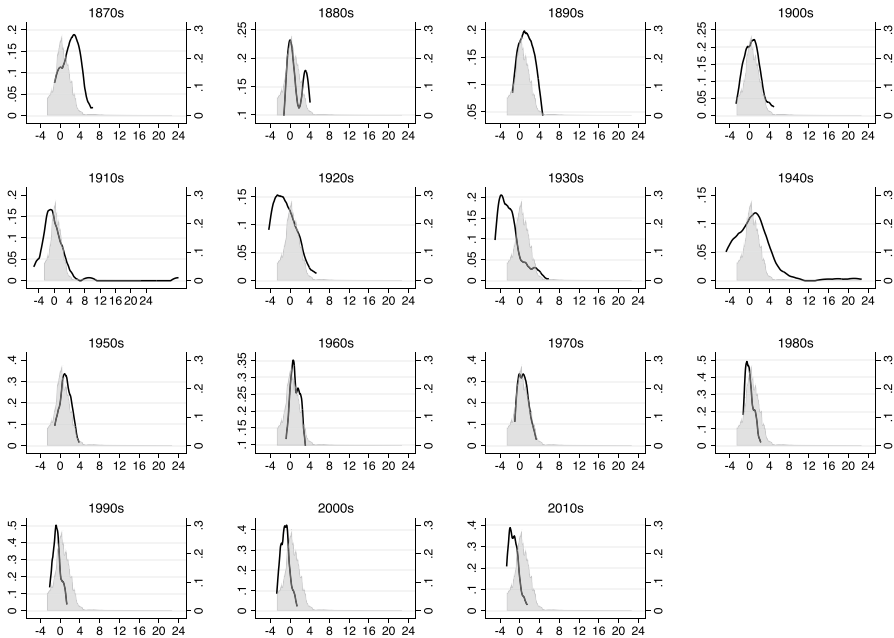 1870s 1880s 1890s 1900s
0 .05 .1 .15 .2 0 .1 .2 .3 .1 .15 .2 .25 0 .1 .2 .3 .05 .1 .15 .2 0 .1 .2 .3 0 .05 .1 .15 .2 .25 0 .1 .2 .3
-4 0 4 8 12 16 20 24 -4 0 4 8 12 16 20 24 -4 0 4 8 12 16 20 24 -4 0 4 8 12 16 20 24
1910s 1920s 1930s 1940s
0 .05 .1 .15 .2 0 .1 .2 .3 0 .05 .1 .15 0 .1 .2 .3 0 .05 .1 .15 .2 0 .1 .2 .3 0 .05 .1 .15 0 .1 .2 .3
-4 0 4 8 12 16 20 24 -4 0 4 8 12 16 20 24 -4 0 4 8 12 16 20 24 -4 0 4 8 12 16 20 24
1950s 1960s 1970s 1980s
0 .1 .2 .3 .4 0 .1 .2 .3 .1 .15 .2 .25 .3 .35 0 .1 .2 .3 0 .1 .2 .3 .4 0 .1 .2 .3 0 .1 .2 .3 .4 .5 0 .1 .2 .3
-4 0 4 8 12 16 20 24 -4 0 4 8 12 16 20 24 -4 0 4 8 12 16 20 24 -4 0 4 8 12 16 20 24
1990s 2000s 2010s
0 .1 .2 .3 .4 .5 0 .1 .2 .3 0 .1 .2 .3 .4 0 .1 .2 .3 0 .1 .2 .3 .4 0 .1 .2 .3
-4 0 4 8 12 16 20 24 -4 0 4 8 12 16 20 24 -4 0 4 8 12 16 20 24